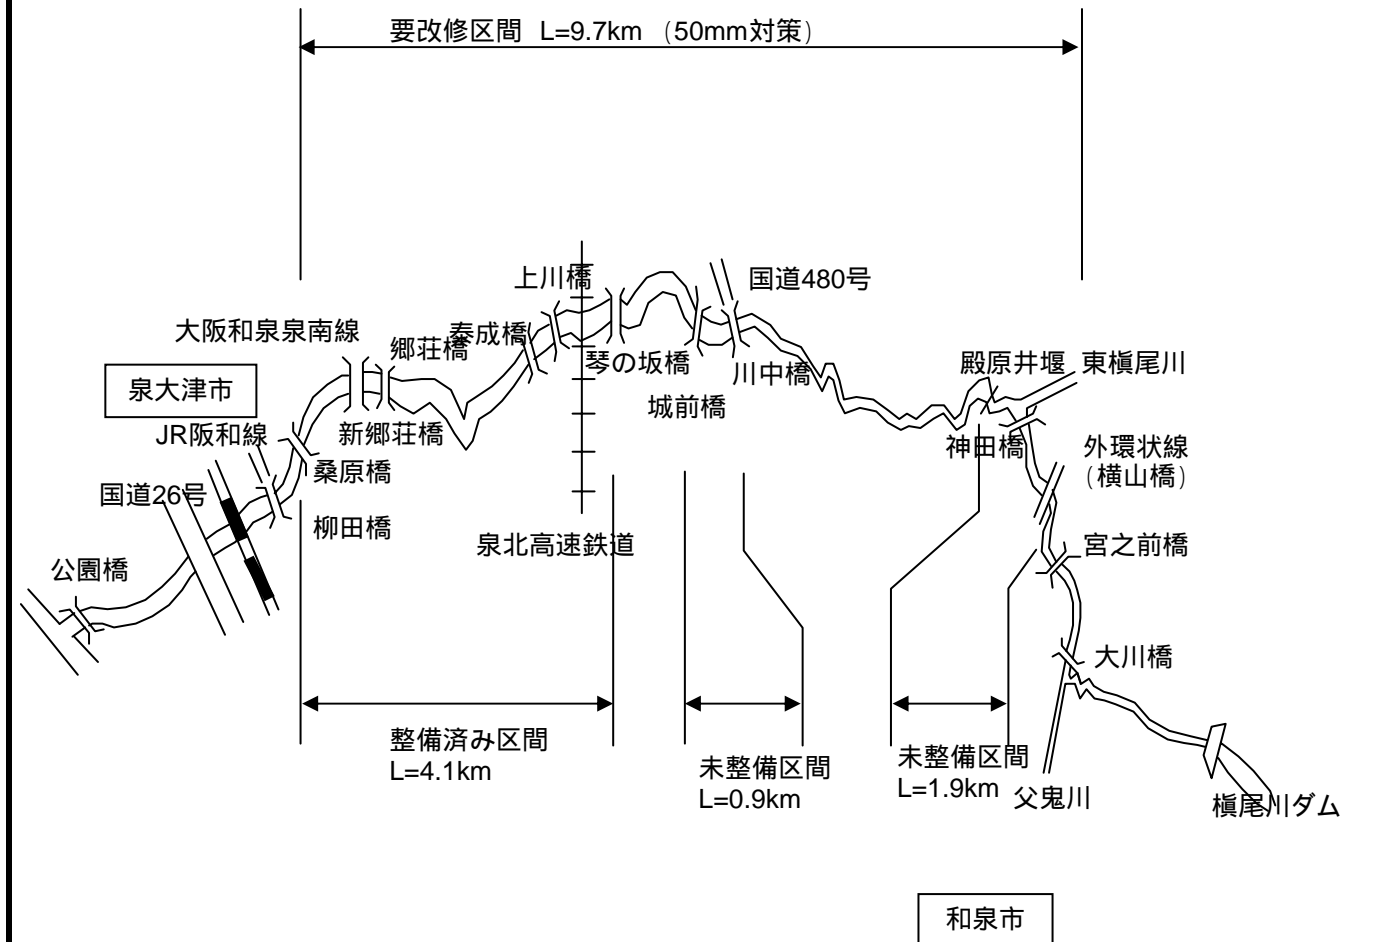 要改修区間 L=9.7km （50mm対策）
上川橋
国道480号
大阪和泉泉南線
郷荘橋
泰成橋
琴の坂橋
川中橋
殿原井堰
東槇尾川
泉大津市
城前橋
JR阪和線
新郷荘橋
神田橋
外環状線
（横山橋）
桑原橋
国道26号
柳田橋
泉北高速鉄道
宮之前橋
公園橋
大川橋
整備済み区間
L=4.1km
未整備区間
L=0.9km
未整備区間
L=1.9km
父鬼川
槇尾川ダム
和泉市